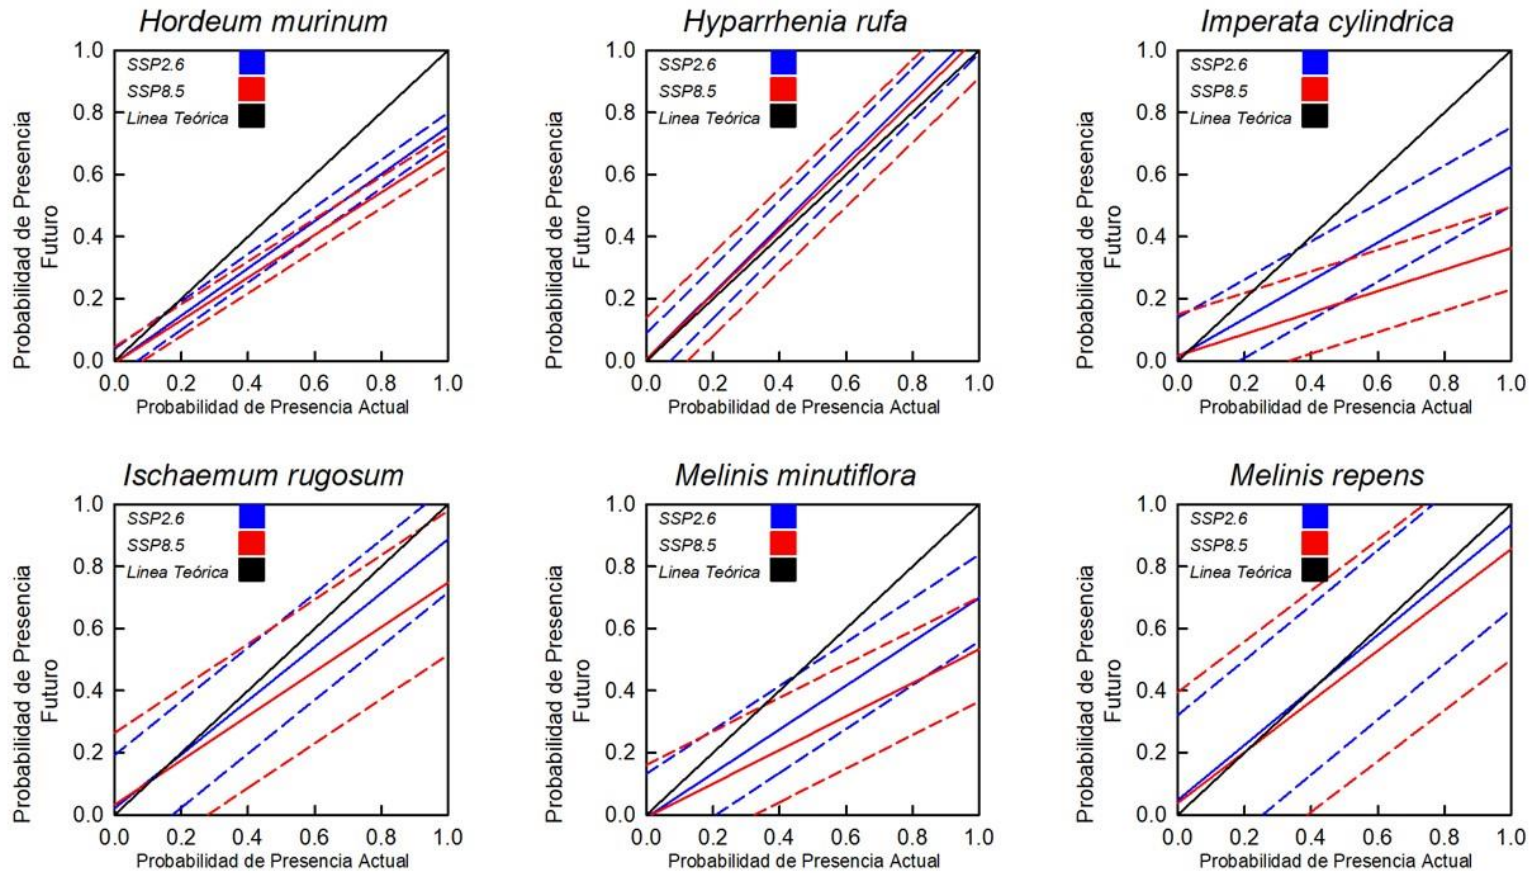 Hordeum murinum
1.0
0.8
0.6
0.4
0.2
0.0
Probabilidad de Presencia
Futuro
SSP2.6
SSP8.5
Linea Teórica
0.0 0.2 0.4 0.6 0.8 1.0
Probabilidad de Presencia Actual
Hyparrhenia rufa
1.0
0.8
0.6
0.4
0.2
0.0
Probabilidad de Presencia
Futuro
SSP2.6
SSP8.5
Linea Teórica
0.0 0.2 0.4 0.6 0.8 1.0
Probabilidad de Presencia Actual
Imperata cylindrica
1.0
0.8
0.6
0.4
0.2
0.0
Probabilidad de Presencia
Futuro
SSP2.6
SSP8.5
Linea Teórica
0.0 0.2 0.4 0.6 0.8 1.0
Probabilidad de Presencia Actual
Ischaemum rugosum
1.0
0.8
0.6
0.4
0.2
0.0
Probabilidad de Presencia
Futuro
SSP2.6
SSP8.5
Linea Teórica
0.0 0.2 0.4 0.6 0.8 1.0
Probabilidad de Presencia Actual
Melinis minutiflora
1.0
0.8
0.6
0.4
0.2
0.0
Probabilidad de Presencia
Futuro
SSP2.6
SSP8.5
Linea Teórica
0.0 0.2 0.4 0.6 0.8 1.0
Probabilidad de Presencia Actual
Melinis repens
1.0
0.8
0.6
0.4
0.2
0.0
Probabilidad de Presencia
Futuro
SSP2.6
SSP8.5
Linea Teórica
0.0 0.2 0.4 0.6 0.8 1.0
Probabilidad de Presencia Actual